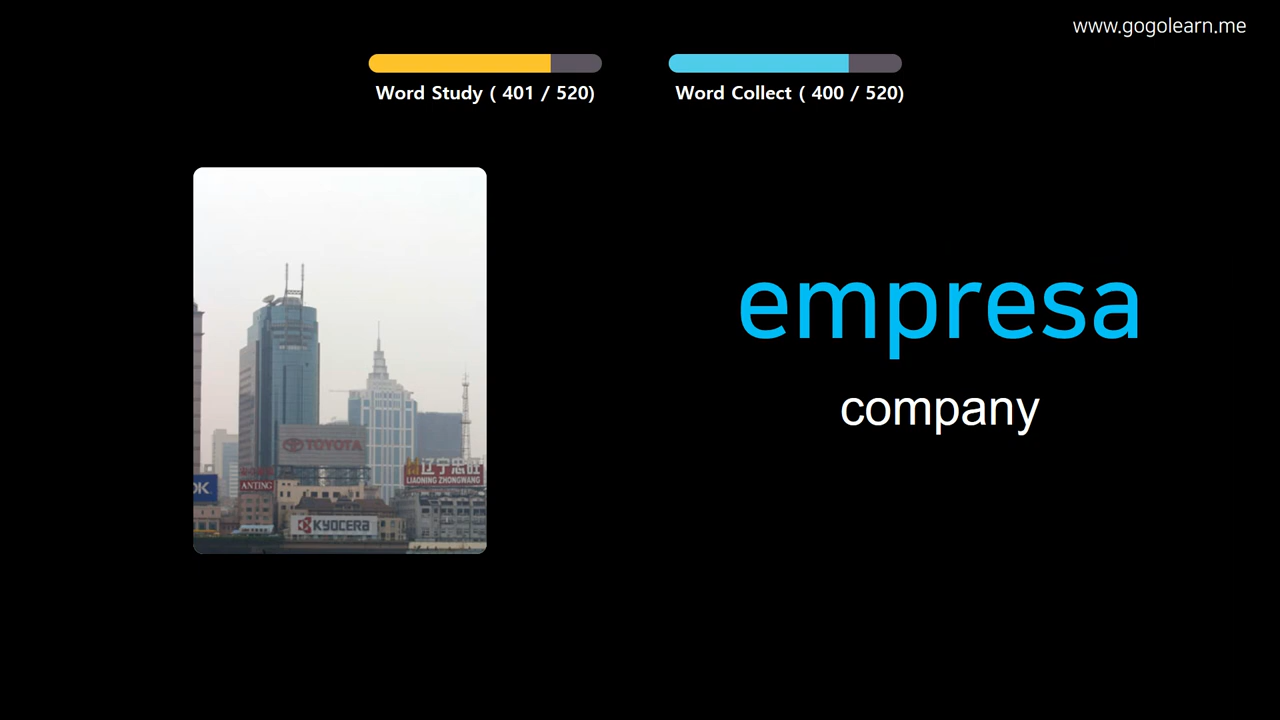 www.gogolearn.me
Word Study ( 401 / 520)
Word Collect ( 400 / 520)
empresa
company
TOYOTA
辽宁忠旺
LIAONING ZHONGWANG
ANTING
OK.
KYOCERA